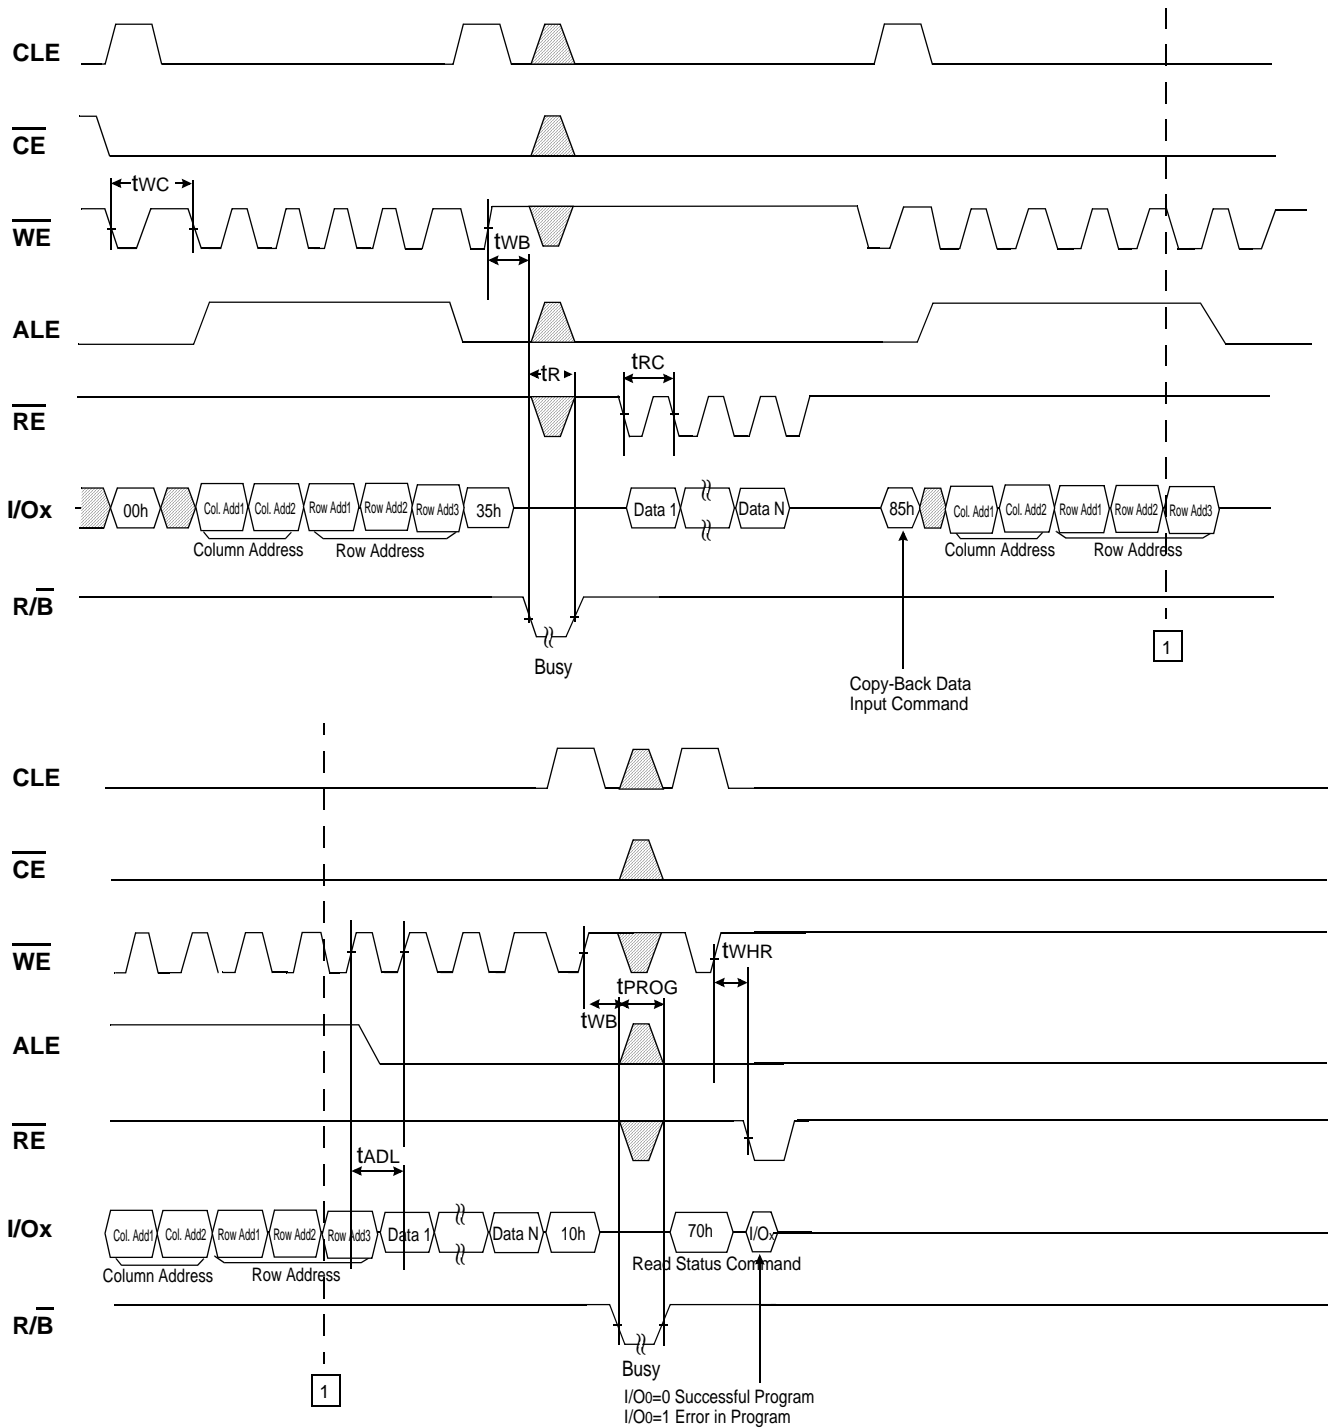 CLE
CE
tWC
WE
tWB
ALE
tR
tRC
RE
I/Ox
00h
Col. Add1
Col. Add2
Row Add1
Row Add2
Row Add3
35h
Data 1
Data N
85h
Col. Add1
Col. Add2
Row Add1
Row Add2
Row Add3
Column Address
Row Address
Column Address
Row Address
R/B
Busy
1
Copy-Back Data
Input Command
CLE
CE
WE
tWHR
tPROG
tWB
ALE
RE
tADL
I/Ox
Col. Add1
Col. Add2
Row Add1
Row Add2
Row Add3
Data 1
Data N
10h
70h
I/Ox
Column Address
Row Address
Read Status Command
R/B
Busy
1
I/O0=0 Successful Program
I/O0=1 Error in Program